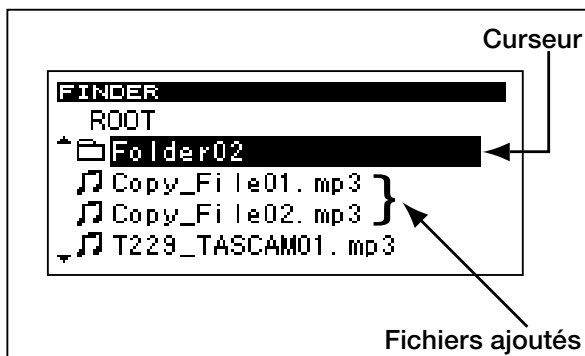 Curseur
FINDER
ROOT
Folder02
Copy_File01.mp3
Copy_File02.mp3
T229_TASCAM01.mp3
Fichiers ajoutés